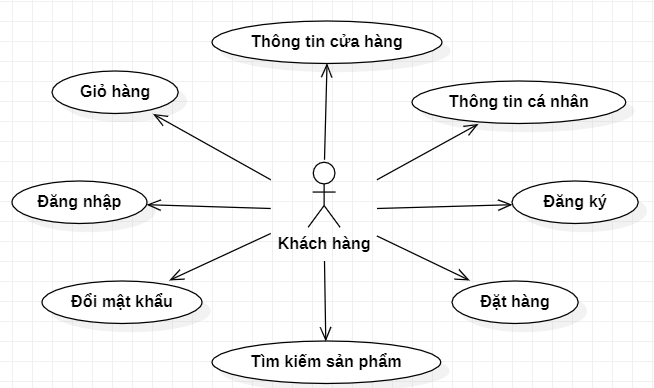 Thông tin cửa hàng
Giỏ hàng
Thông tin cá nhân
Đăng nhập
Đăng ký
Khách hàng
Đổi mật khẩu
Đặt hàng
Tìm kiếm sản phẩm